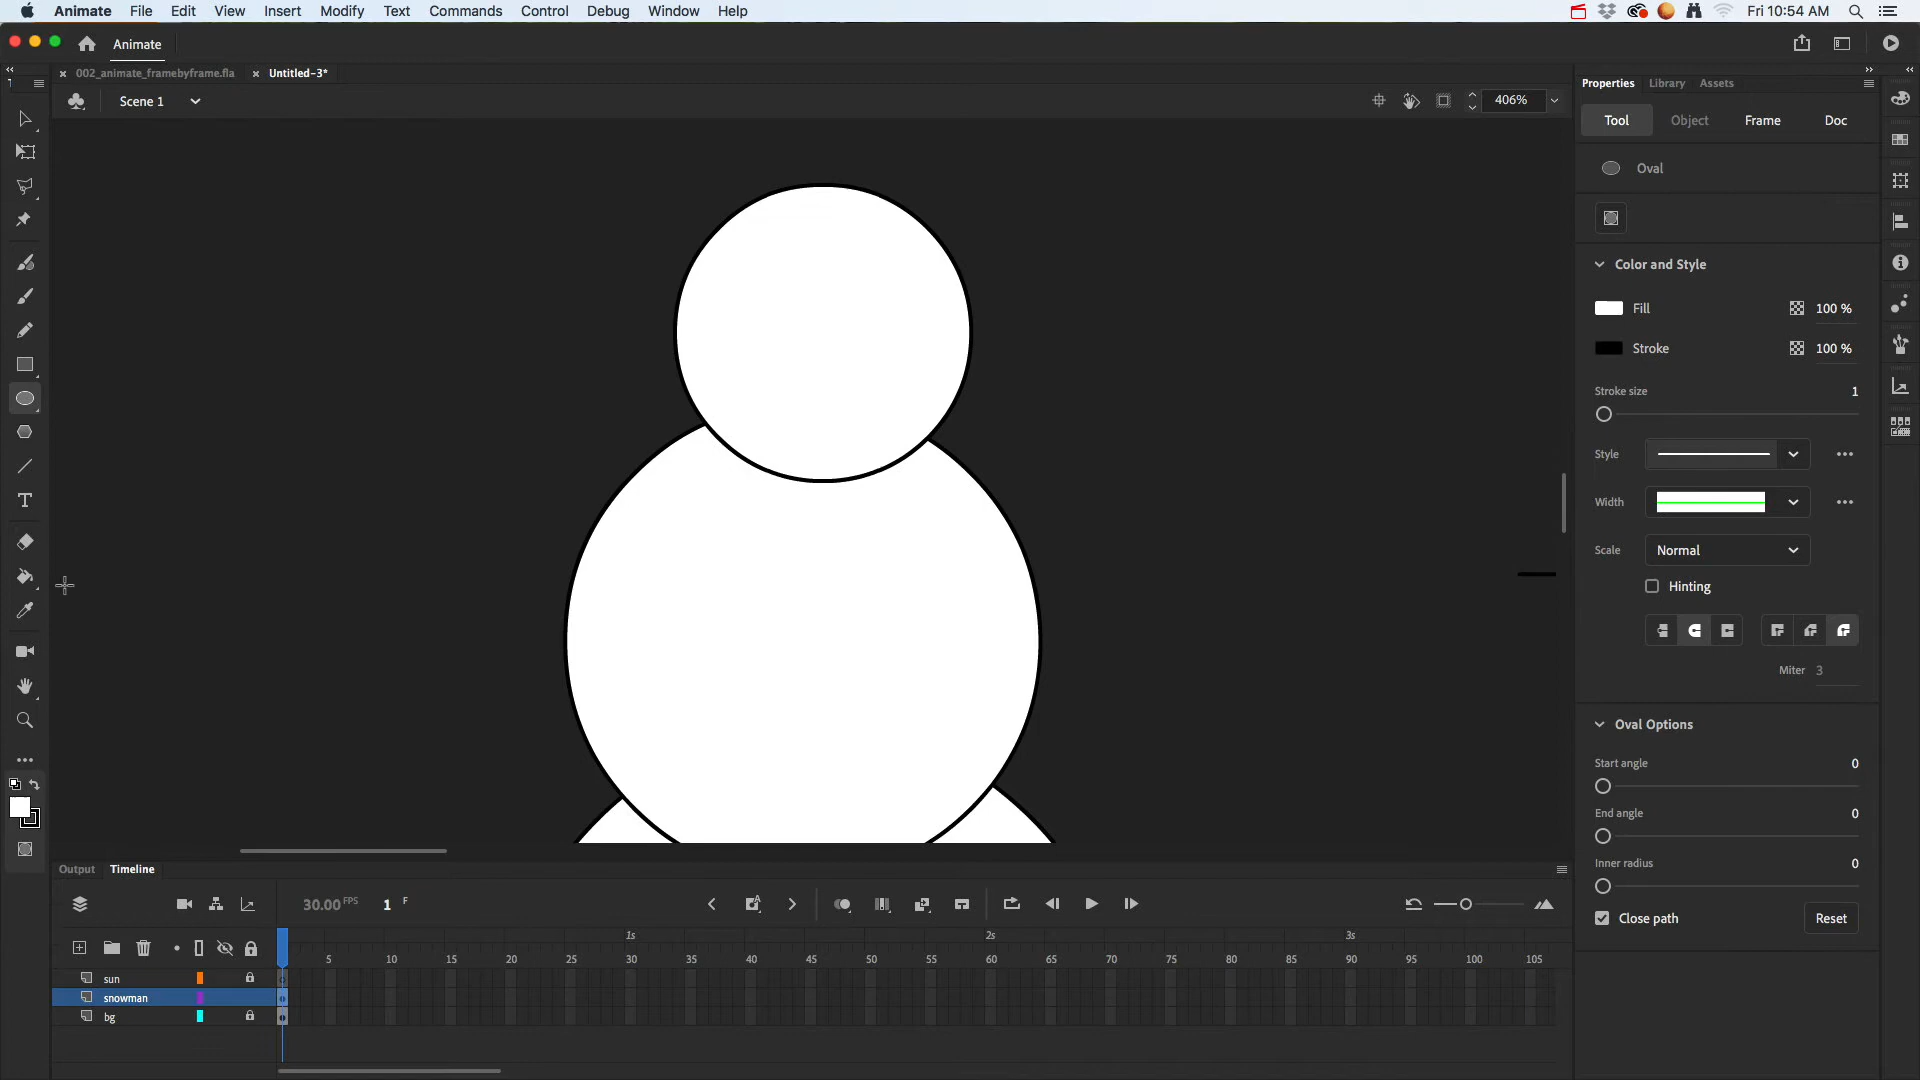 Animate File Edit View Insert Modify Text Commands Control Debug Window Help Fri 10:54 AM
Animate
002_animate_framebyframe.fla Untitled-3*
Scene 1 406%
Properties Library Assets
Tool Object Frame Doc
Oval
Color and Style
Fill 100 %
Stroke 100 %
Stroke size 1
Style
Width
Scale Normal
Hinting
Miter 3
Oval Options
Start angle 0
End angle 0
Inner radius 0
Close path Reset
Output Timeline
30.00 FPS 1 F
1s 2s 3s
5 10 15 20 25 30 35 40 45 50 55 60 65 70 75 80 85 90 95 100 105
sun
snowman
bg